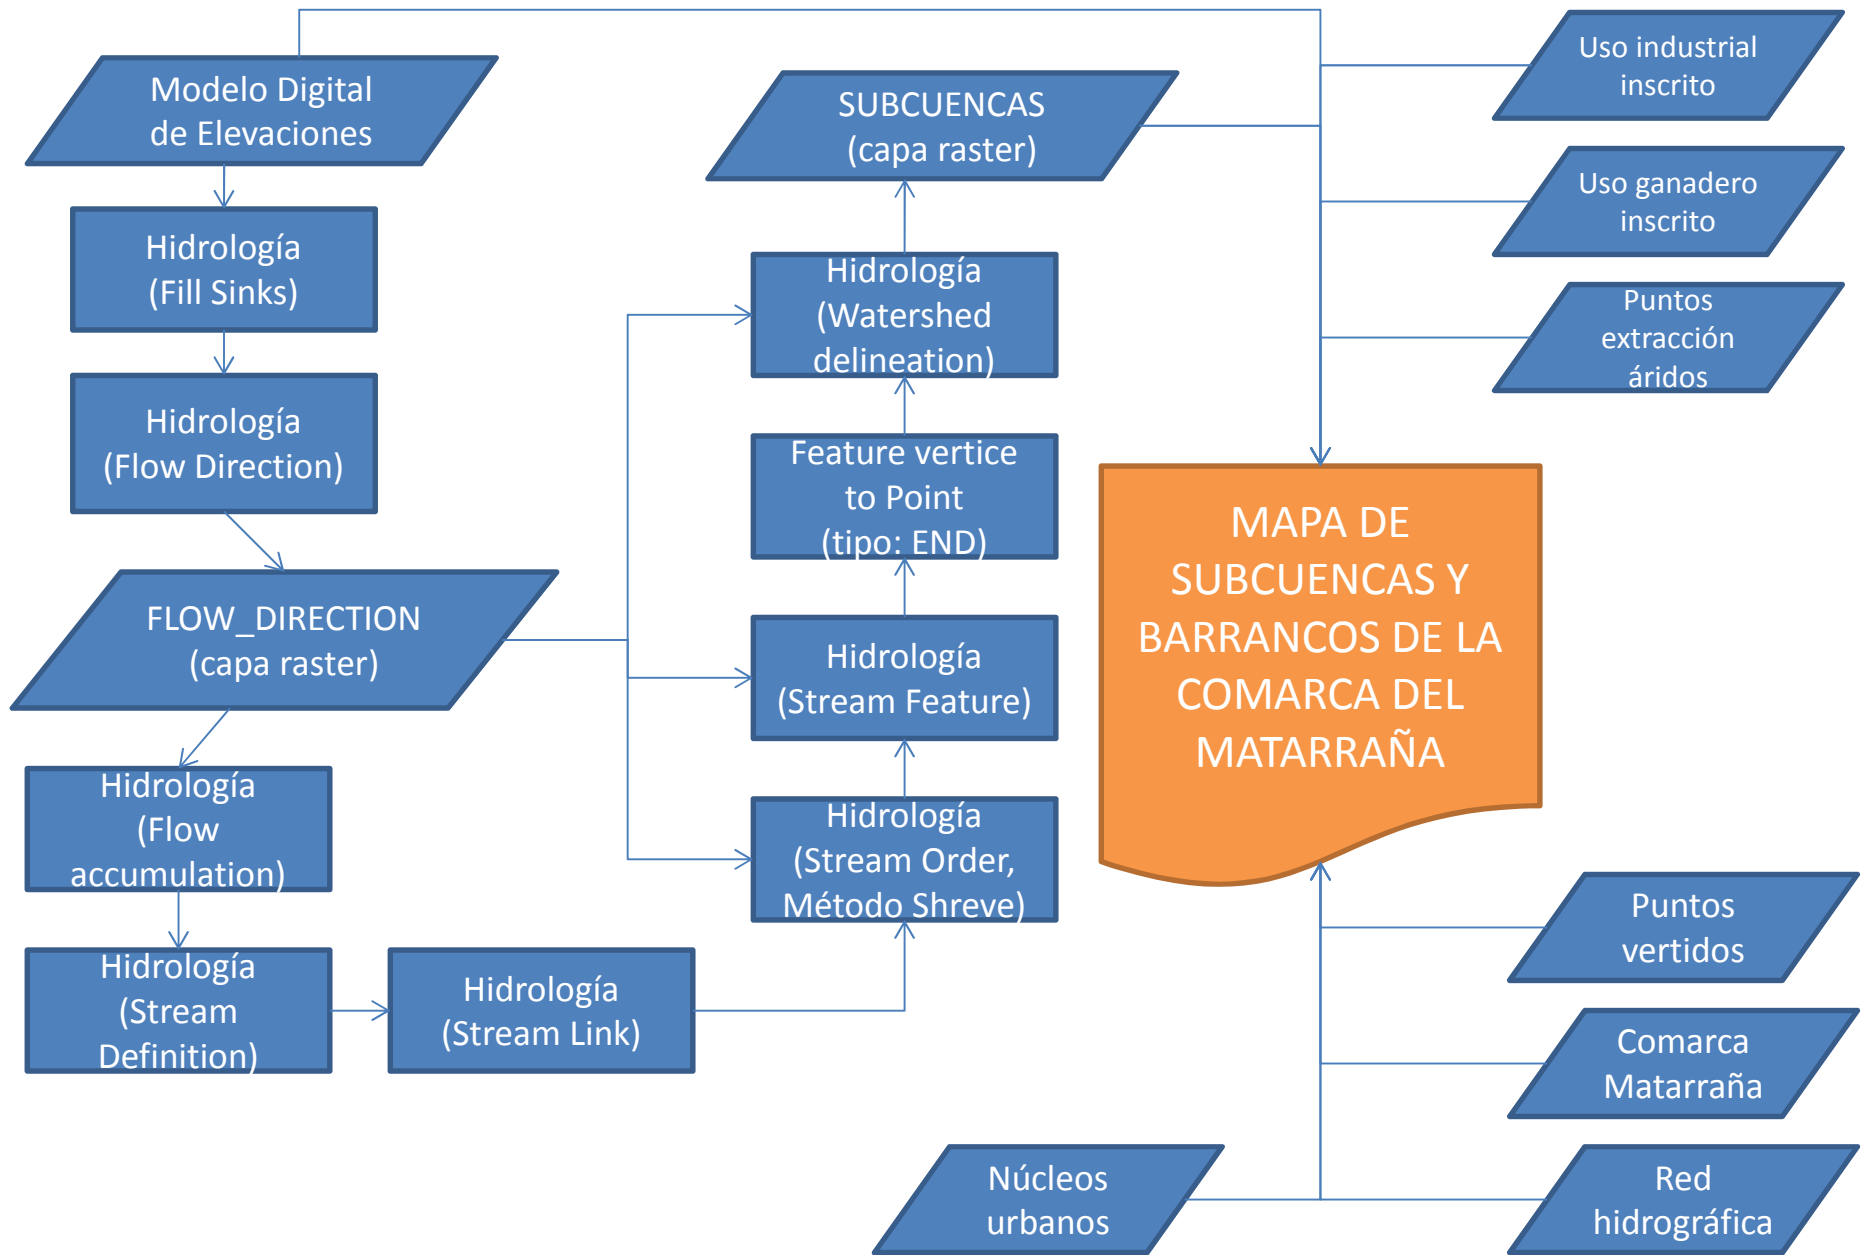 Modelo Digital
de Elevaciones
Hidrología
(Fill Sinks)
Hidrología
(Flow Direction)
FLOW_DIRECTION
(capa raster)
Hidrología
(Flow
accumulation)
Hidrología
(Stream
Definition)
Hidrología
(Stream Link)
Hidrología
(Stream Order,
Método Shreve)
Hidrología
(Stream Feature)
Feature vertice
to Point
(tipo: END)
Hidrología
(Watershed
delineation)
SUBCUENCAS
(capa raster)
Uso industrial
inscrito
Uso ganadero
inscrito
Puntos
extracción
áridos
MAPA DE
SUBCUENCAS Y
BARRANCOS DE LA
COMARCA DEL
MATARRAÑA
Puntos
vertidos
Comarca
Matarraña
Red
hidrográfica
Núcleos
urbanos